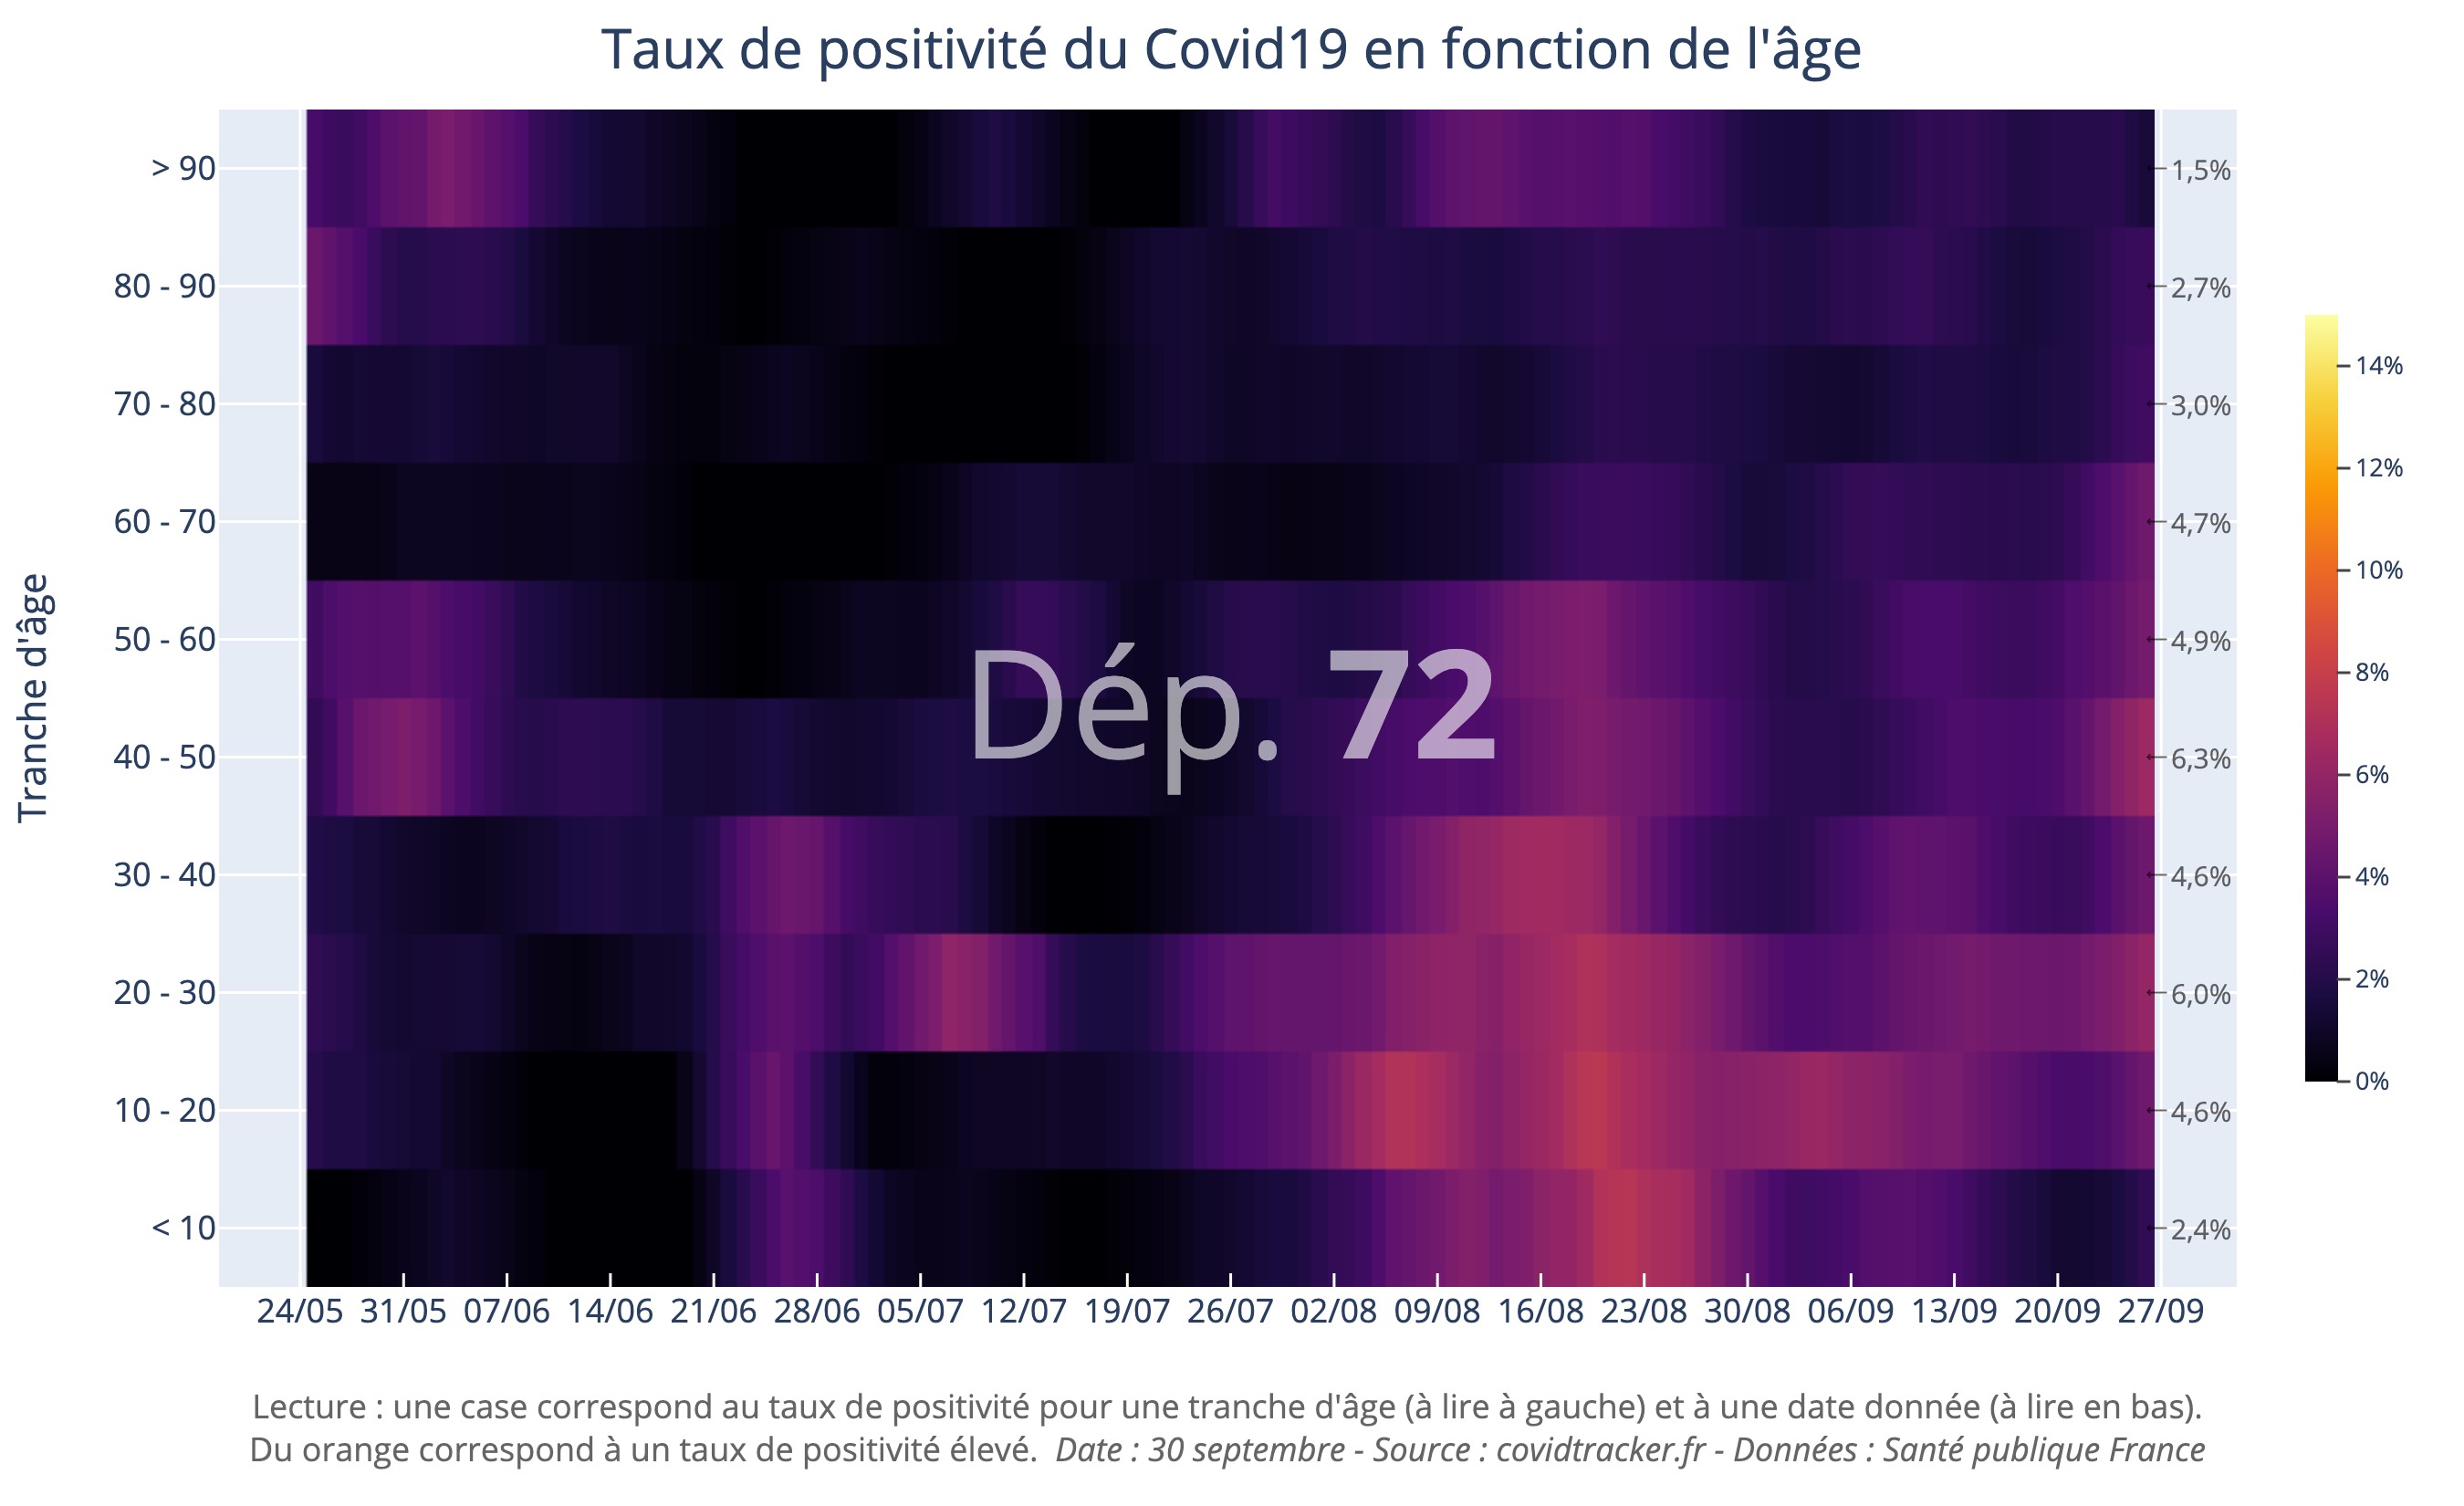 Taux de positivité du Covid19 en fonction de l'âge
Tranche d'âge
> 90
80 - 90
70 - 80
60 - 70
50 - 60
40 - 50
30 - 40
20 - 30
10 - 20
< 10
Dép. 72
1,5%
2,7%
3,0%
4,7%
4,9%
6,3%
4,6%
6,0%
4,6%
2,4%
14%
12%
10%
8%
6%
4%
2%
0%
24/05 31/05 07/06 14/06 21/06 28/06 05/07 12/07 19/07 26/07 02/08 09/08 16/08 23/08 30/08 06/09 13/09 20/09 27/09
Lecture : une case correspond au taux de positivité pour une tranche d'âge (à lire à gauche) et à une date donnée (à lire en bas).
Du orange correspond à un taux de positivité élevé. Date : 30 septembre - Source : covidtracker.fr - Données : Santé publique France